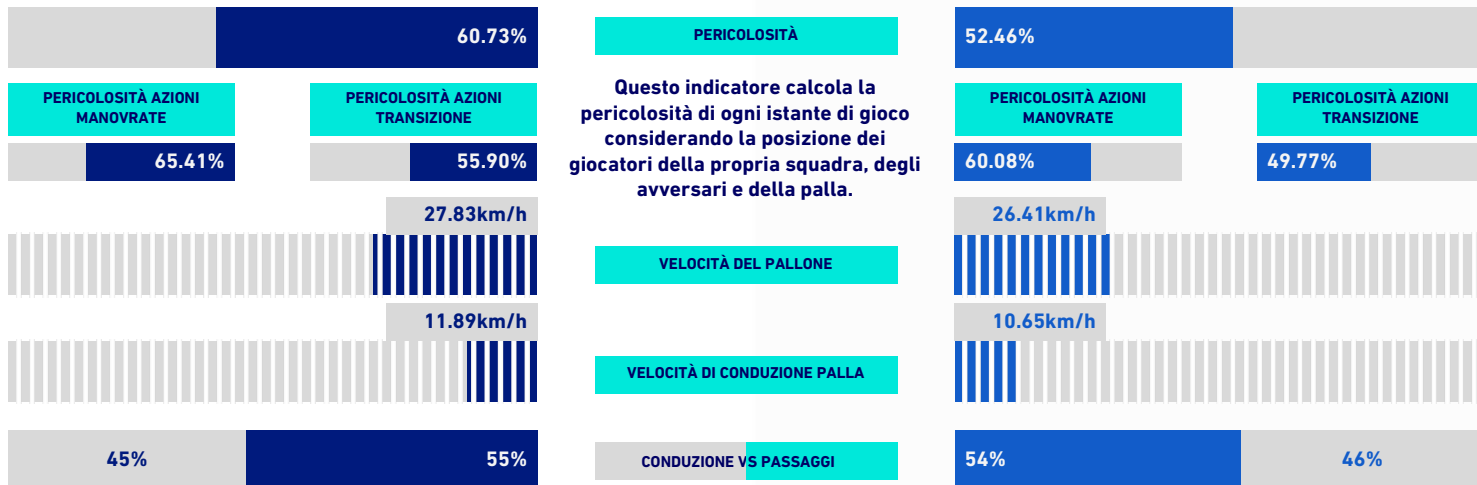 60.73%
PERICOLOSITÀ
52.46%
PERICOLOSITÀ AZIONI
MANOVRATE
PERICOLOSITÀ AZIONI
TRANSIZIONE
65.41%
55.90%
Questo indicatore calcola la
pericolosità di ogni istante di gioco
considerando la posizione dei
giocatori della propria squadra, degli
avversari e della palla.
PERICOLOSITÀ AZIONI
MANOVRATE
PERICOLOSITÀ AZIONI
TRANSIZIONE
60.08%
49.77%
27.83km/h
VELOCITÀ DEL PALLONE
26.41km/h
11.89km/h
VELOCITÀ DI CONDUZIONE PALLA
10.65km/h
45%
55%
CONDUZIONE VS PASSAGGI
54%
46%